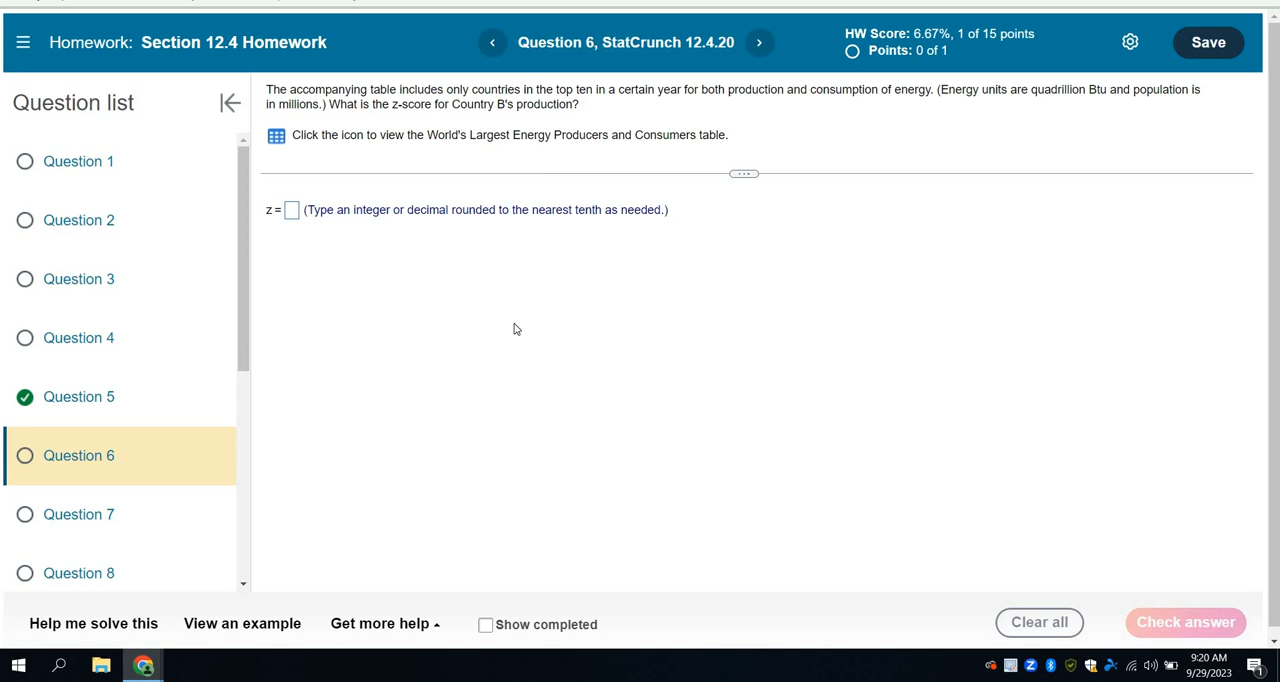 Homework: Section 12.4 Homework
Question 6, StatCrunch 12.4.20
HW Score: 6.67%, 1 of 15 points
Points: 0 of 1
Save
Question list
Question 1
Question 2
Question 3
Question 4
Question 5
Question 6
Question 7
Question 8
The accompanying table includes only countries in the top ten in a certain year for both production and consumption of energy. (Energy units are quadrillion Btu and population is
in millions.) What is the z-score for Country B's production?
Click the icon to view the World's Largest Energy Producers and Consumers table.
z = (Type an integer or decimal rounded to the nearest tenth as needed.)
Help me solve this
View an example
Get more help
Show completed
Clear all
Check answer
9:20 AM
9/29/2023
1